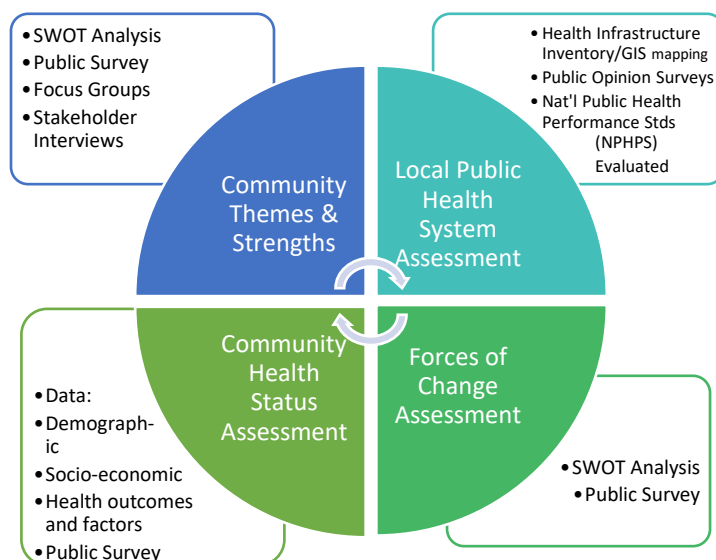 • SWOT Analysis
• Public Survey
• Focus Groups
• Stakeholder
Interviews
• Health Infrastructure
Inventory/GIS mapping
• Public Opinion Surveys
• Nat'l Public Health
Performance Stds
(NPHPS)
Evaluated
Community
Themes &
Strengths
Local Public
Health
System
Assessment
Community
Health
Status
Assessment
Forces of
Change
Assessment
• Data:
• Demograph-
ic
• Socio-economic
• Health outcomes
and factors
• Public Survey
• SWOT Analysis
• Public Survey